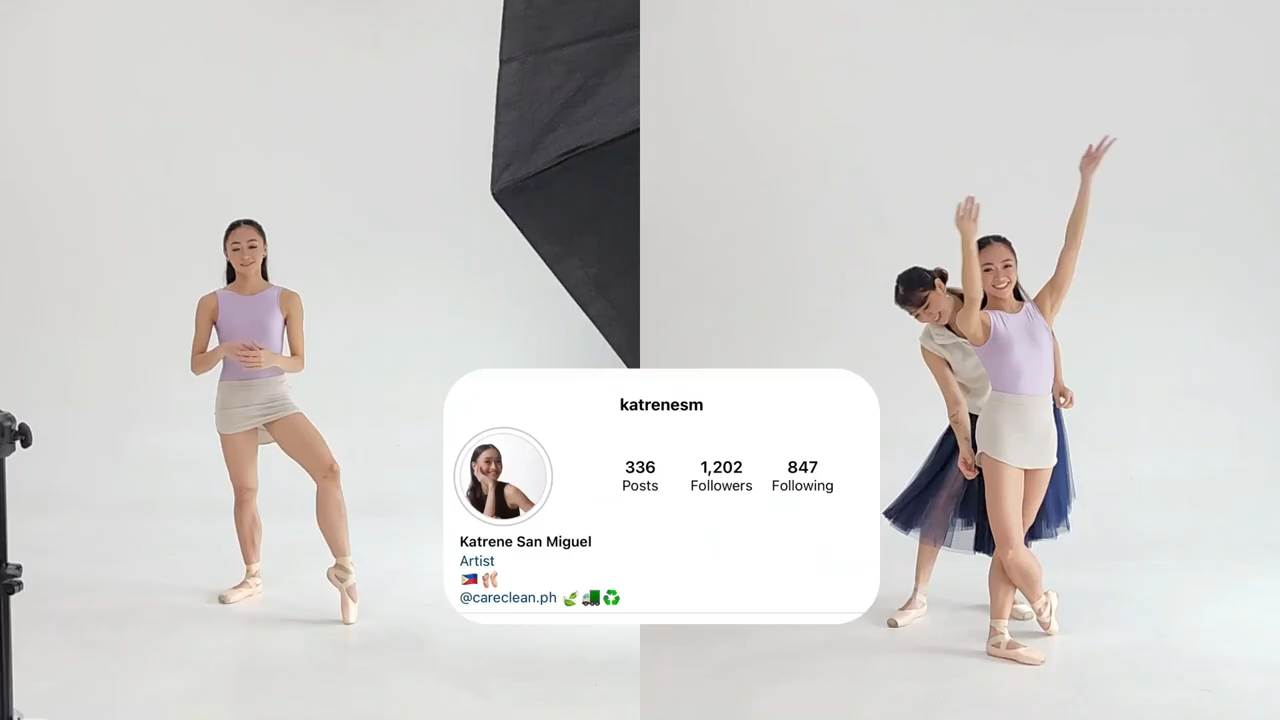 katrenesm
336 1,202 847
Posts Followers Following
Katrene San Miguel
Artist
🇵🇭👣
@careclean.ph 🍃🚛♻️